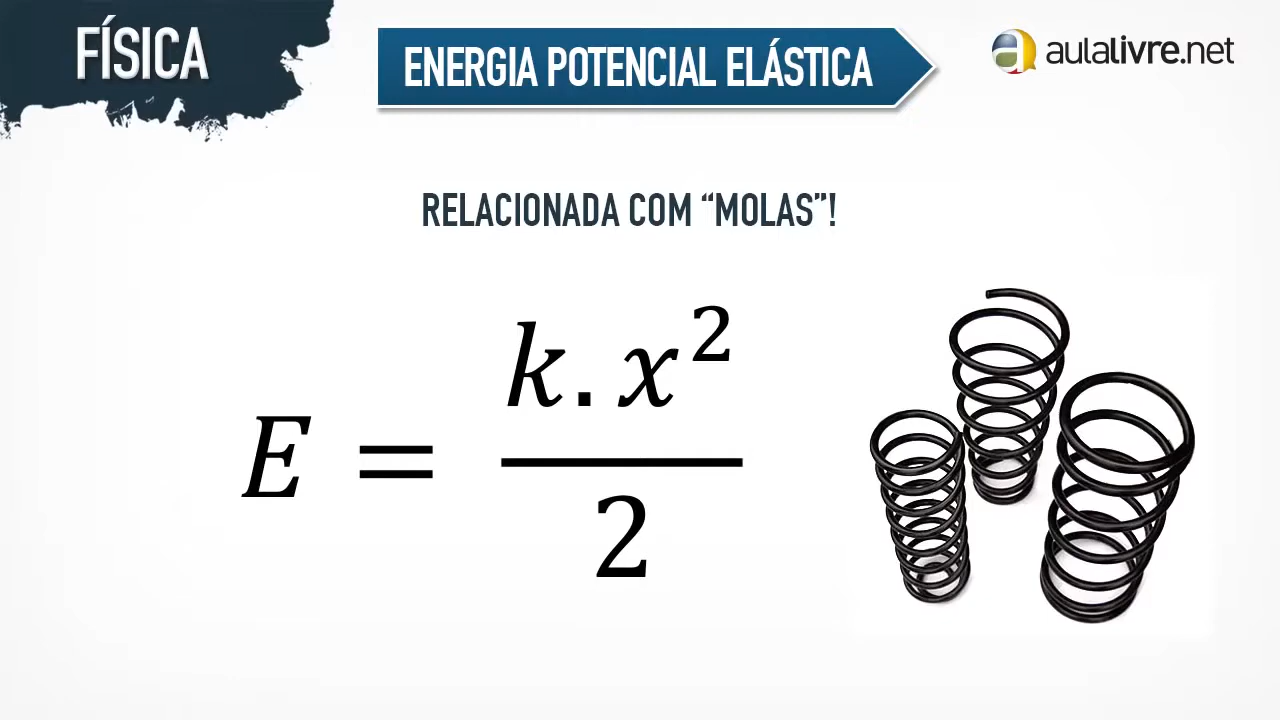 FÍSICA
ENERGIA POTENCIAL ELÁSTICA
aulalivre.net
RELACIONADA COM “MOLAS”!
E = k.x²/2